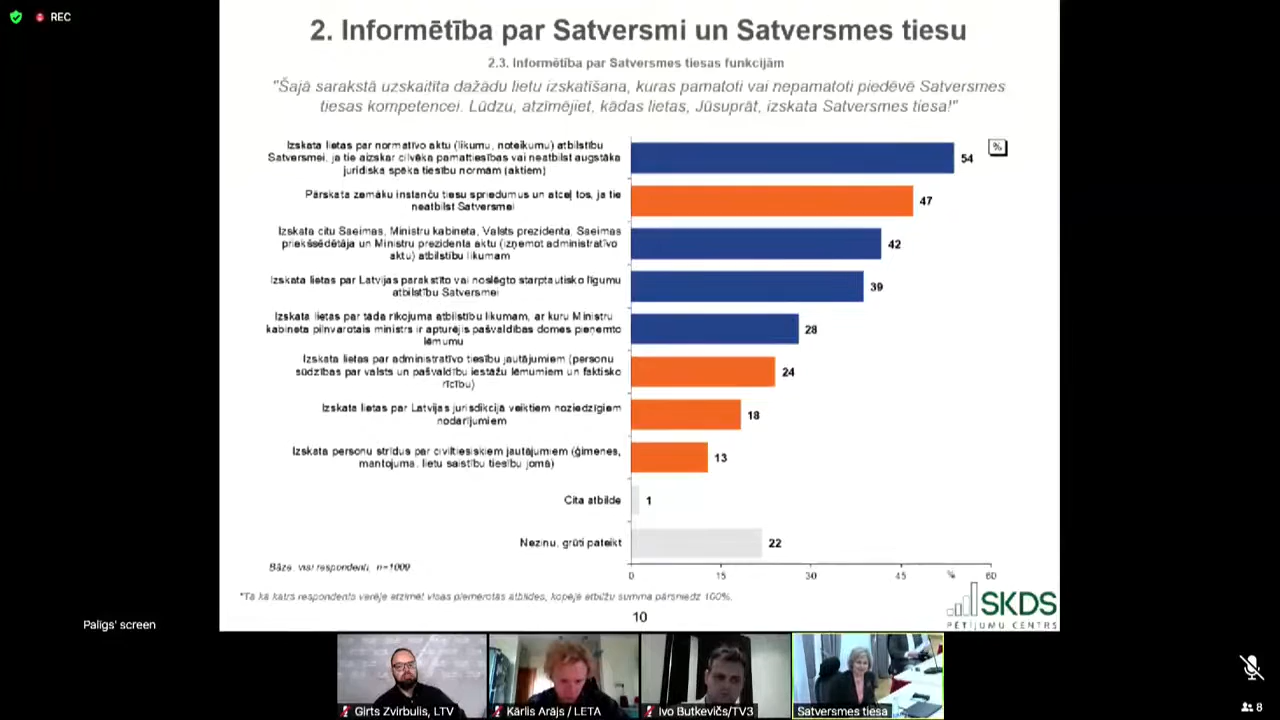 REC
2. Informētība par Satversmi un Satversmes tiesu
2.3. Informētība par Satversmes tiesas funkcijām
"Šajā sarakstā uzskaitīta dažādu lietu izskatīšana, kuras pamatoti vai nepamatoti piedēvē Satversmes
tiesas kompetencei. Lūdzu, atzīmējiet, kādas lietas, Jūsuprāt, izskata Satversmes tiesa!"
%
Izskata lietas par normatīvo aktu (likumu, noteikumu) atbilstību
Satversmei, ja tie aizskar cilvēka pamattiesības vai neatbilst augstāka
juridiska spēka tiesību normām (aktiem)
54
Pārskata zemāku instanču tiesu spriedumus un atceļ tos, ja tie
neatbilst Satversmei
47
Izskata citu Saeimas, Ministru kabineta, Valsts prezidenta, Saeimas
priekšsēdētāja un Ministru prezidenta aktu (izņemot administratīvo
aktu) atbilstību likumam
42
Izskata lietas par Latvijas parakstīto vai noslēgto starptautisko līgumu
atbilstību Satversmei
39
Izskata lietas par tāda rīkojuma atbilstību likumam, ar kuru Ministru
kabineta pilnvarotais ministrs ir apturējis pašvaldības domes pieņemto
lēmumu
28
Izskata lietas par administratīvo tiesību jautājumiem (personu
sūdzības par valsts un pašvaldību iestāžu lēmumiem un faktisko
rīcību)
24
Izskata lietas par Latvijas jurisdikcijā veiktiem noziedzīgiem
nodarījumiem
18
Izskata personu strīdus par civiltiesiskiem jautājumiem (ģimenes,
mantojuma, lietu saistību tiesību jomā)
13
Cita atbilde
1
Nezinu, grūti pateikt
22
0 15 30 45 % 60
Bāze: visi respondenti, n=1009
*Tā kā katrs respondents varēja atzīmēt visas piemērotās atbildes, kopējā atbilžu summa pārsniedz 100%.
10
SKDS
PĒTĪJUMU CENTRS
Palīgs' screen
Girts Zvirbulis, LTV
Kārlis Arājs / LETA
Ivo Butkevičs/TV3
Satversmes tiesa
8